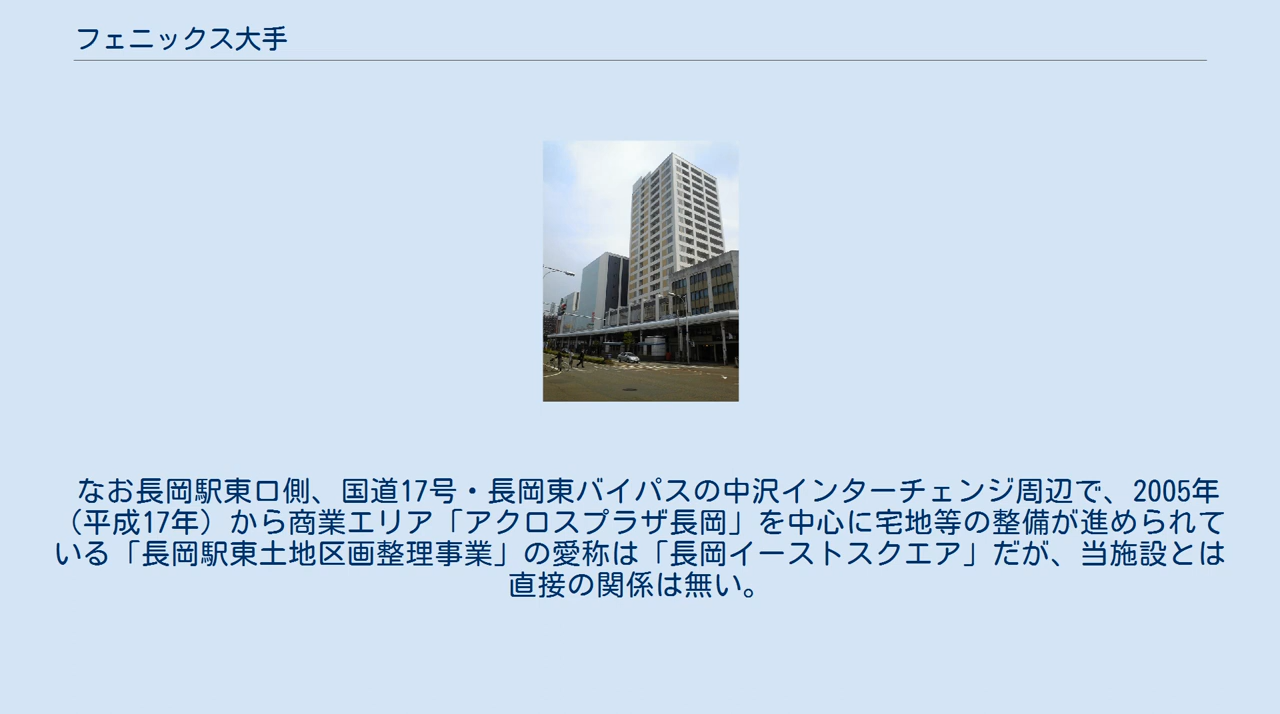 フェニックス大手
なお長岡駅東口側、国道17号・長岡東バイパスの中沢インターチェンジ周辺で、2005年
（平成17年）から商業エリア「アクロスプラザ長岡」を中心に宅地等の整備が進められて
いる「長岡駅東土地区画整理事業」の愛称は「長岡イーストスクエア」だが、当施設とは
直接の関係は無い。